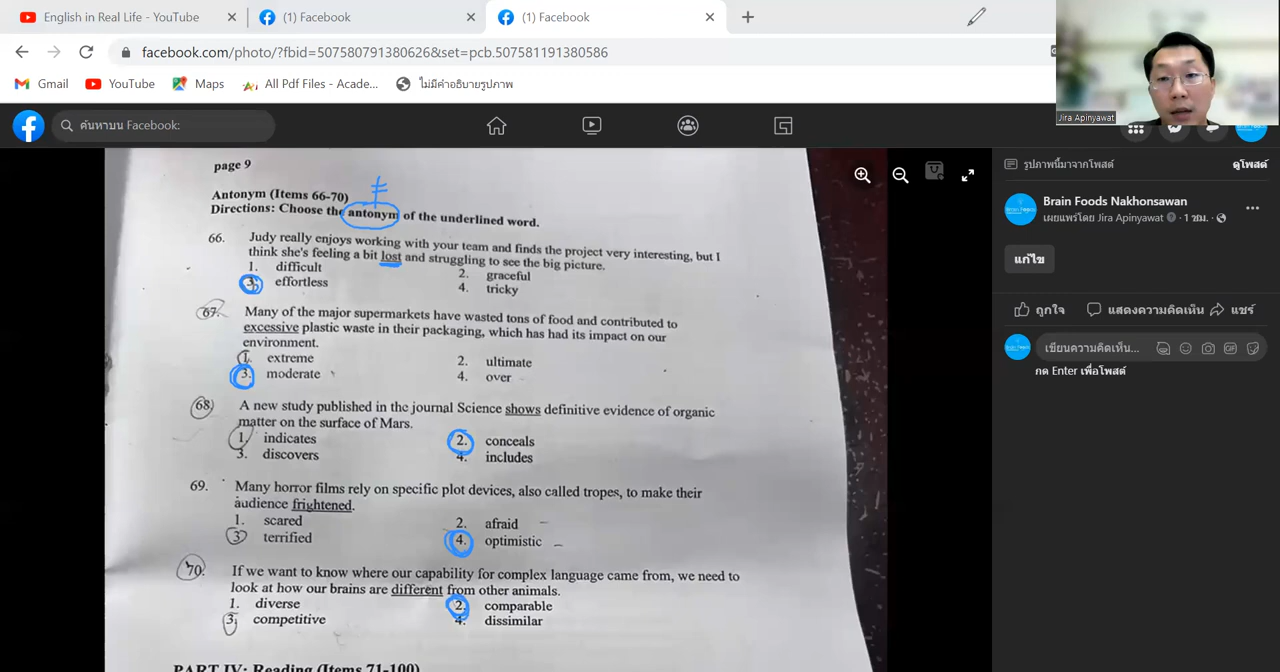 English in Real Life - YouTube
(1) Facebook
(1) Facebook
facebook.com/photo/?fbid=507580791380626&set=pcb.507581191380586
Gmail
YouTube
Maps
All Pdf Files - Acade...
ไม่มีคำอธิบายรูปภาพ
Jira Apinyawat
ค้นหาบน Facebook:
page 9
Antonym (Items 66-70)
Directions: Choose the antonym of the underlined word.
66. Judy really enjoys working with your team and finds the project very interesting, but I
think she's feeling a bit lost and struggling to see the big picture.
1. difficult 2. graceful
3. effortless 4. tricky
67. Many of the major supermarkets have wasted tons of food and contributed to
excessive plastic waste in their packaging, which has had its impact on our
environment.
1. extreme 2. ultimate
3. moderate 4. over
68. A new study published in the journal Science shows definitive evidence of organic
matter on the surface of Mars.
1. indicates 2. conceals
3. discovers 4. includes
69. Many horror films rely on specific plot devices, also called tropes, to make their
audience frightened.
1. scared 2. afraid
3. terrified 4. optimistic
70. If we want to know where our capability for complex language came from, we need to
look at how our brains are different from other animals.
1. diverse 2. comparable
3. competitive 4. dissimilar
PART IV: Reading (Items 71-100)
รูปภาพนี้มาจากโพสต์
ดูโพสต์
Brain Foods Nakhonsawan
เผยแพร่โดย Jira Apinyawat · 1 ชม. ·
แก้ไข
ถูกใจ
แสดงความคิดเห็น
แชร์
เขียนความคิดเห็น...
กด Enter เพื่อโพสต์